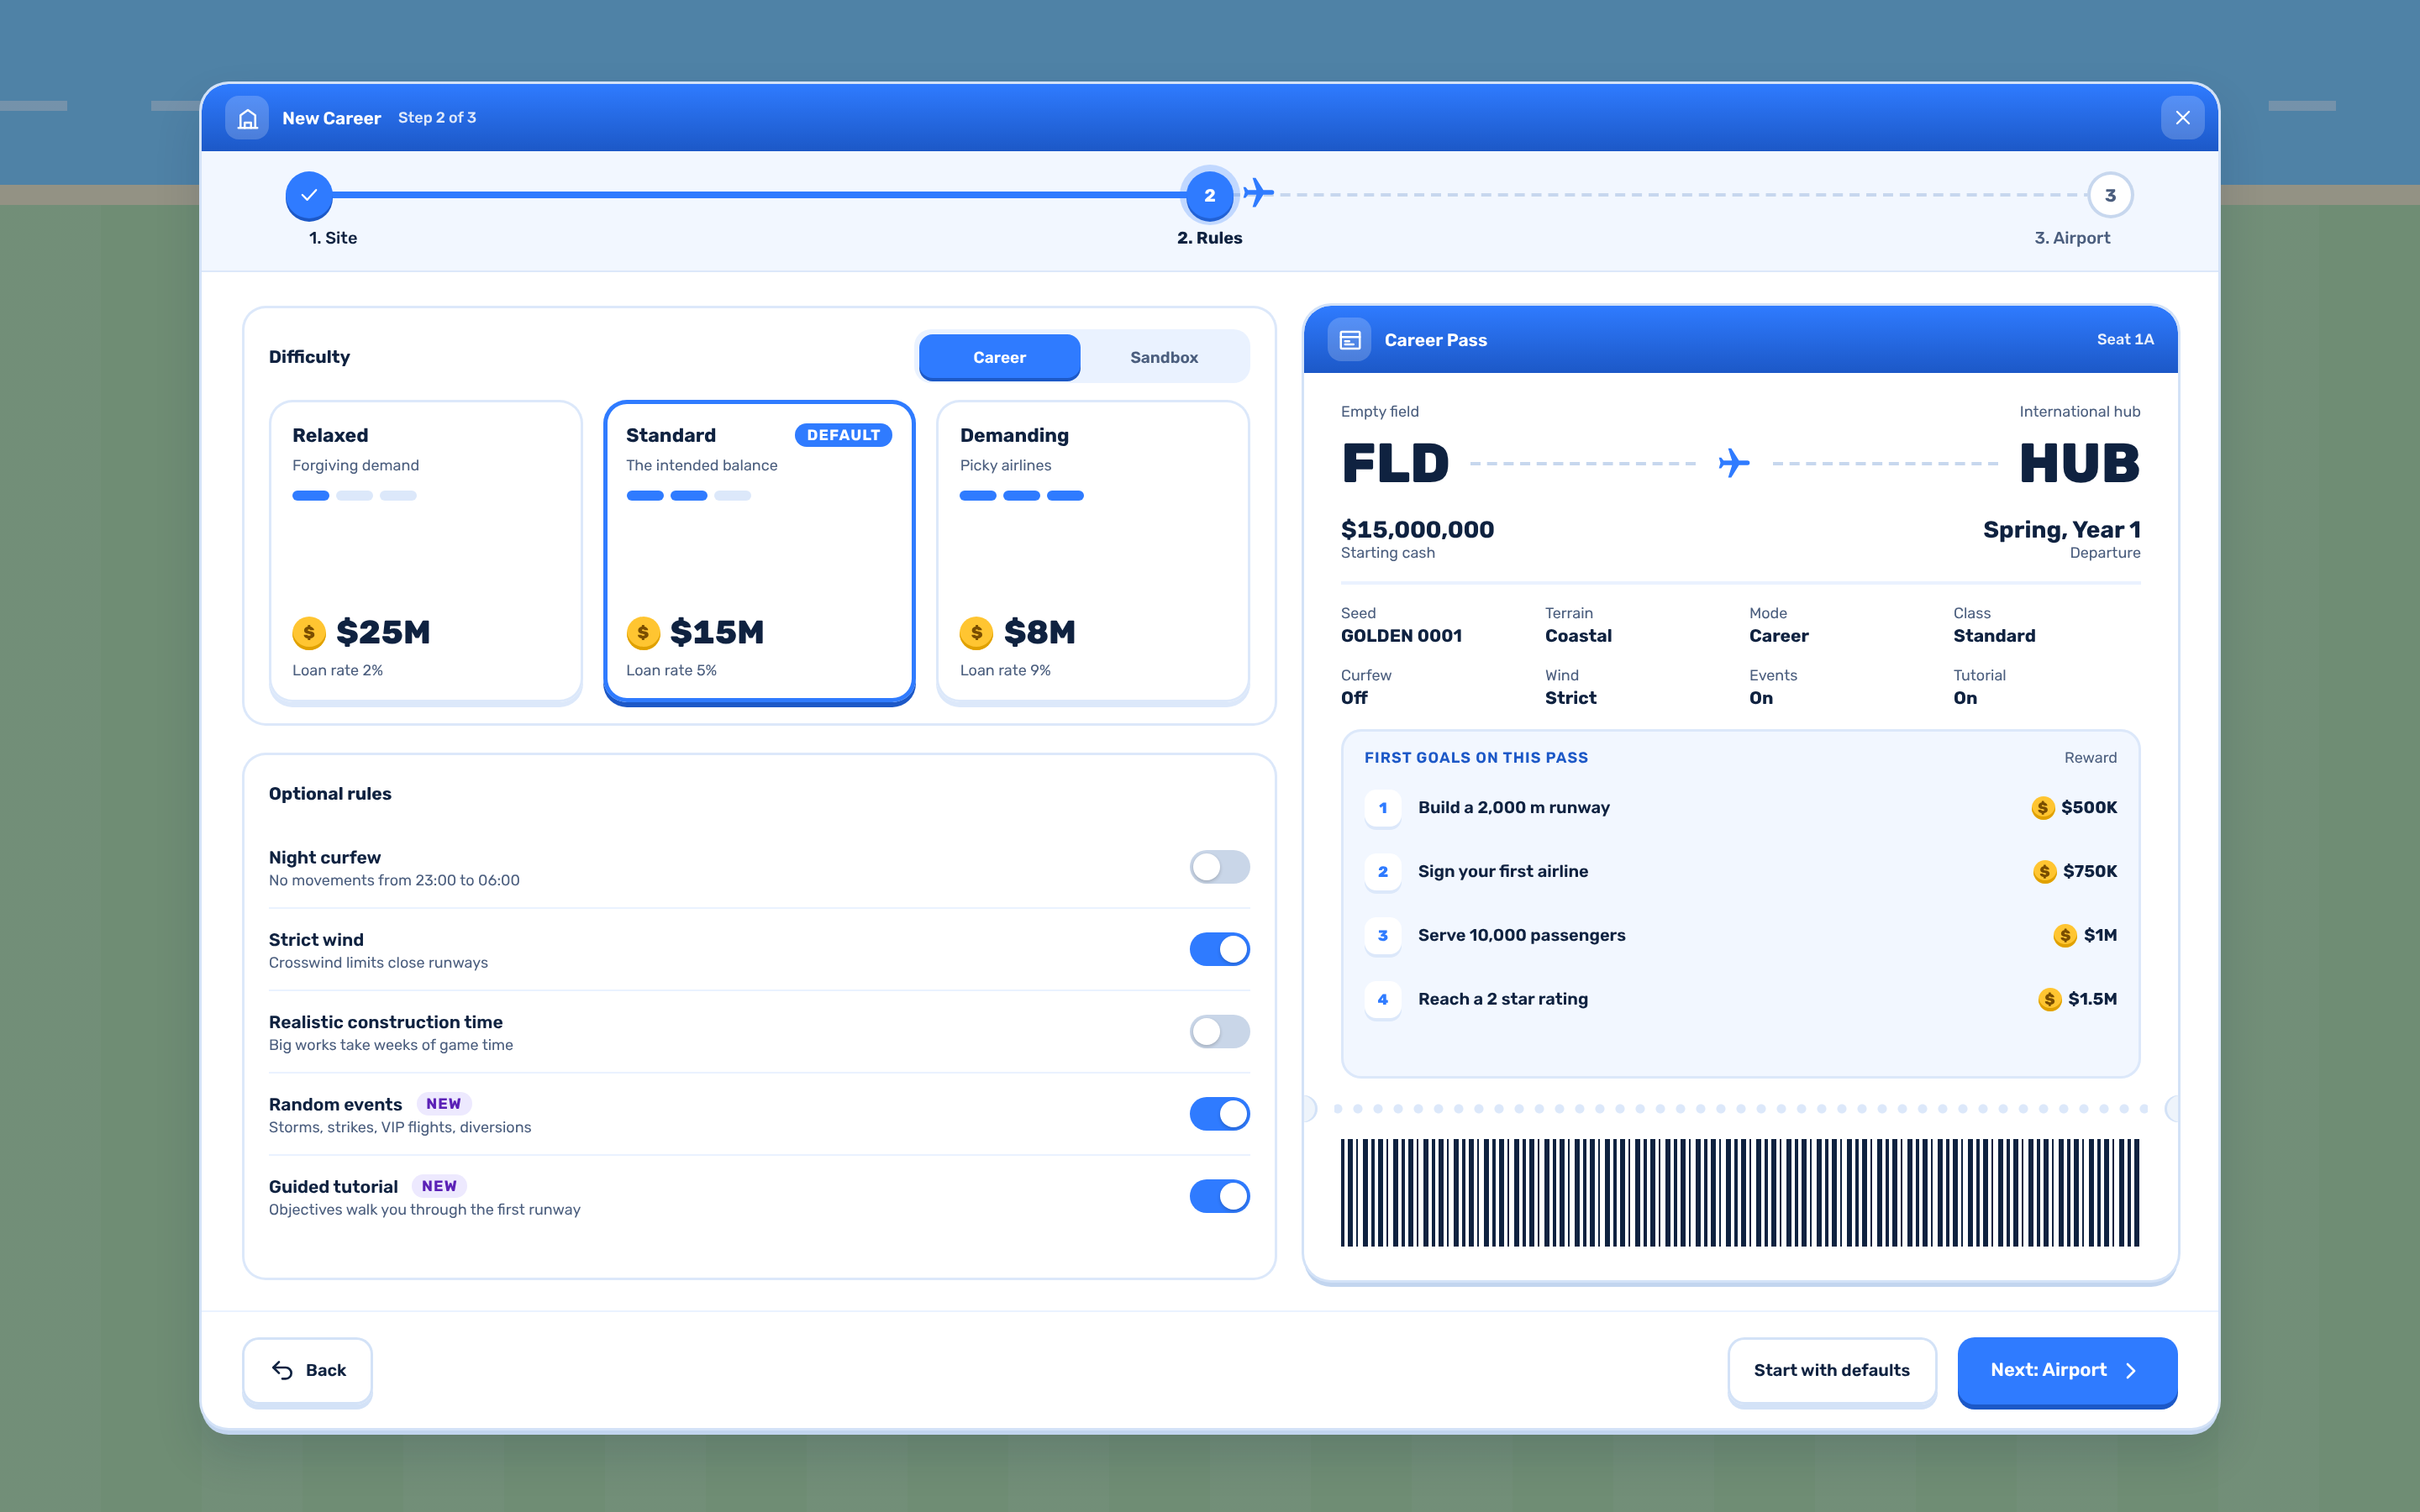 New Career
Step 2 of 3
2
3
1. Site
2. Rules
3. Airport
Difficulty
Career
Sandbox
Relaxed
Forgiving demand
$
$25M
Loan rate 2%
Standard
DEFAULT
The intended balance
$
$15M
Loan rate 5%
Demanding
Picky airlines
$
$8M
Loan rate 9%
Optional rules
Night curfew
No movements from 23:00 to 06:00
Strict wind
Crosswind limits close runways
Realistic construction time
Big works take weeks of game time
Random events NEW
Storms, strikes, VIP flights, diversions
Guided tutorial NEW
Objectives walk you through the first runway
Career Pass
Seat 1A
Empty field
International hub
FLD
HUB
$15,000,000
Spring, Year 1
Starting cash
Departure
Seed
Terrain
Mode
Class
GOLDEN 0001
Coastal
Career
Standard
Curfew
Wind
Events
Tutorial
Off
Strict
On
On
FIRST GOALS ON THIS PASS
Reward
1 Build a 2,000 m runway $ $500K
2 Sign your first airline $ $750K
3 Serve 10,000 passengers $ $1M
4 Reach a 2 star rating $ $1.5M
Back
Start with defaults
Next: Airport